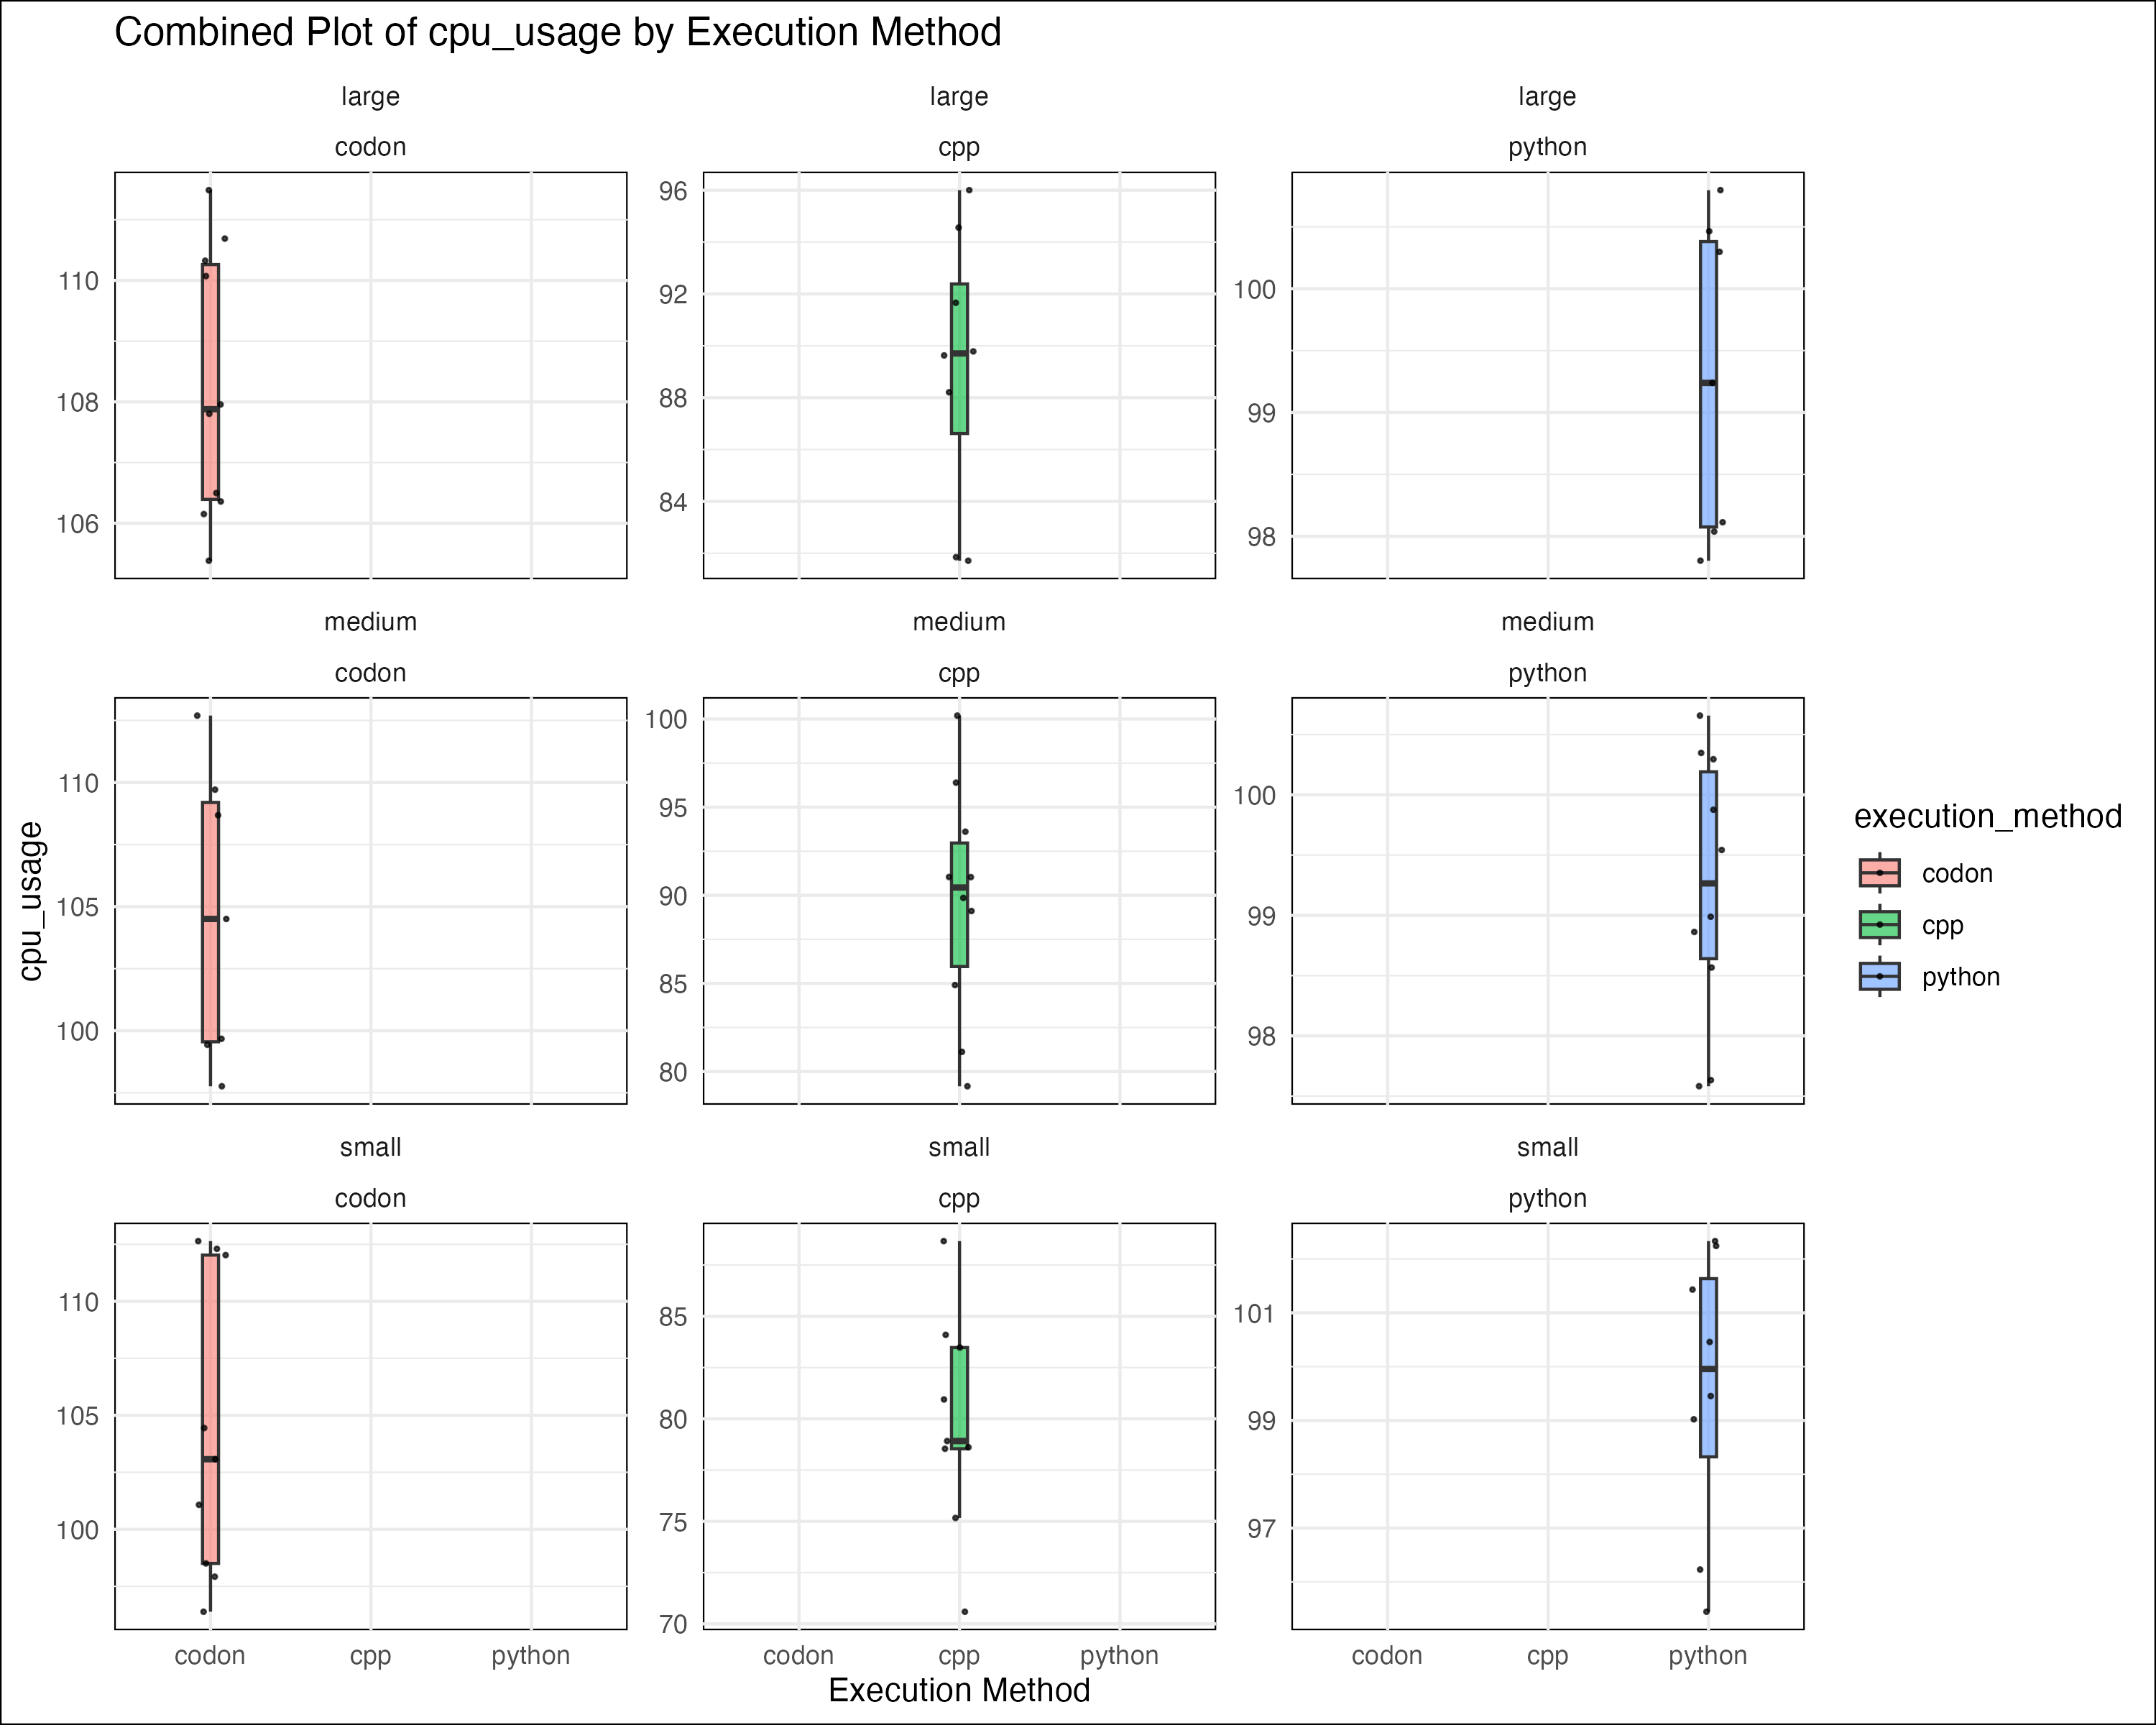 Combined Plot of cpu_usage by Execution Method
large
large
large
codon
cpp
python
110
108
106
96
92
88
84
100
99
98
medium
medium
medium
codon
cpp
python
110
105
100
100
95
90
85
80
100
99
98
small
small
small
codon
cpp
python
110
105
100
85
80
75
70
101
99
97
codon cpp python
codon cpp python
codon cpp python
Execution Method
cpu_usage
execution_method
codon
cpp
python